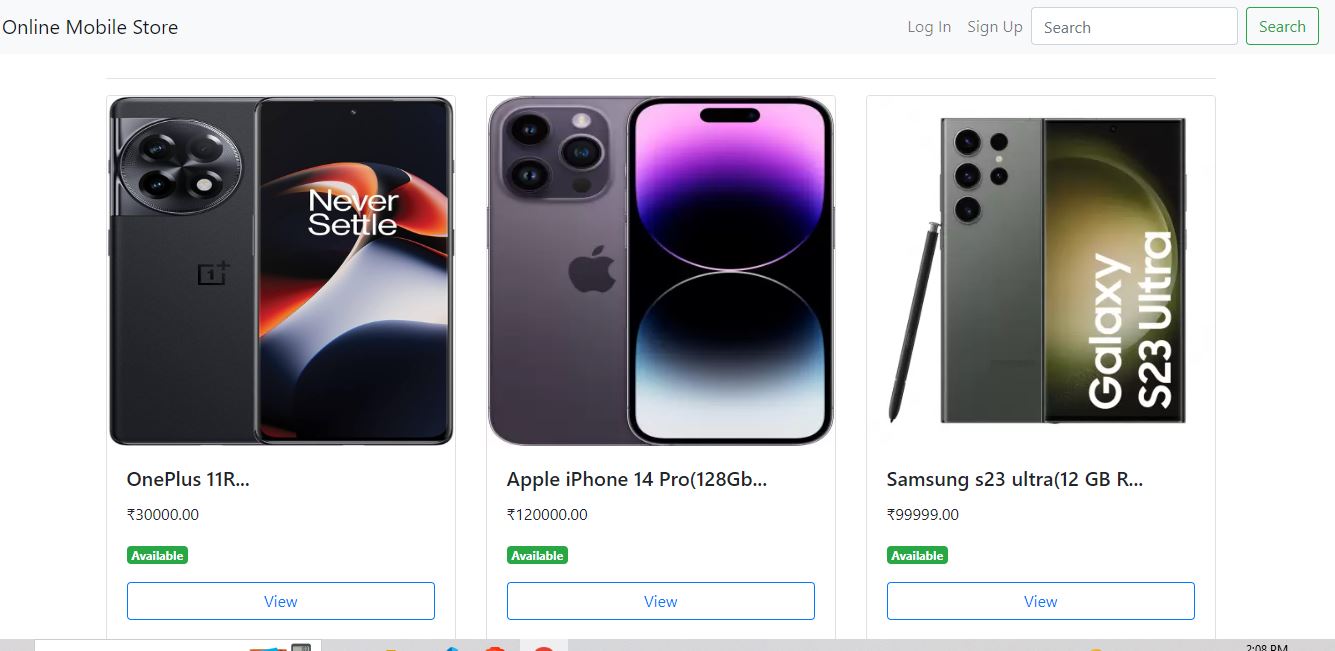 Online Mobile Store
Log In
Sign Up
Search
Search
Never
Settle
1+
Galaxy
S23 Ultra
OnePlus 11R...
₹30000.00
Available
View
Apple iPhone 14 Pro(128Gb...
₹120000.00
Available
View
Samsung s23 ultra(12 GB R...
₹99999.00
Available
View
2:08 PM